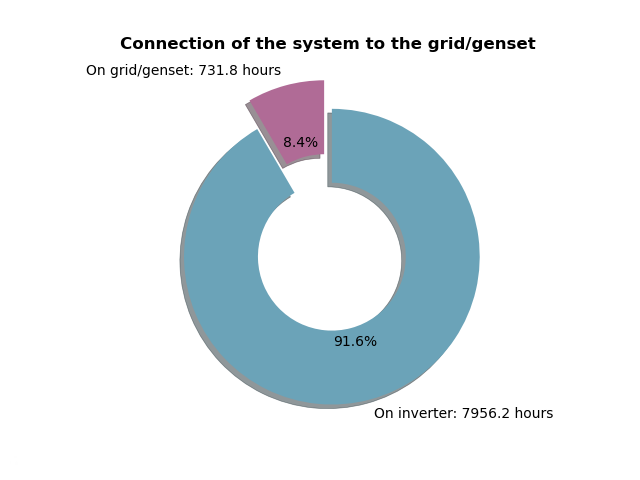 Connection of the system to the grid/genset
On grid/genset: 731.8 hours
8.4%
91.6%
On inverter: 7956.2 hours